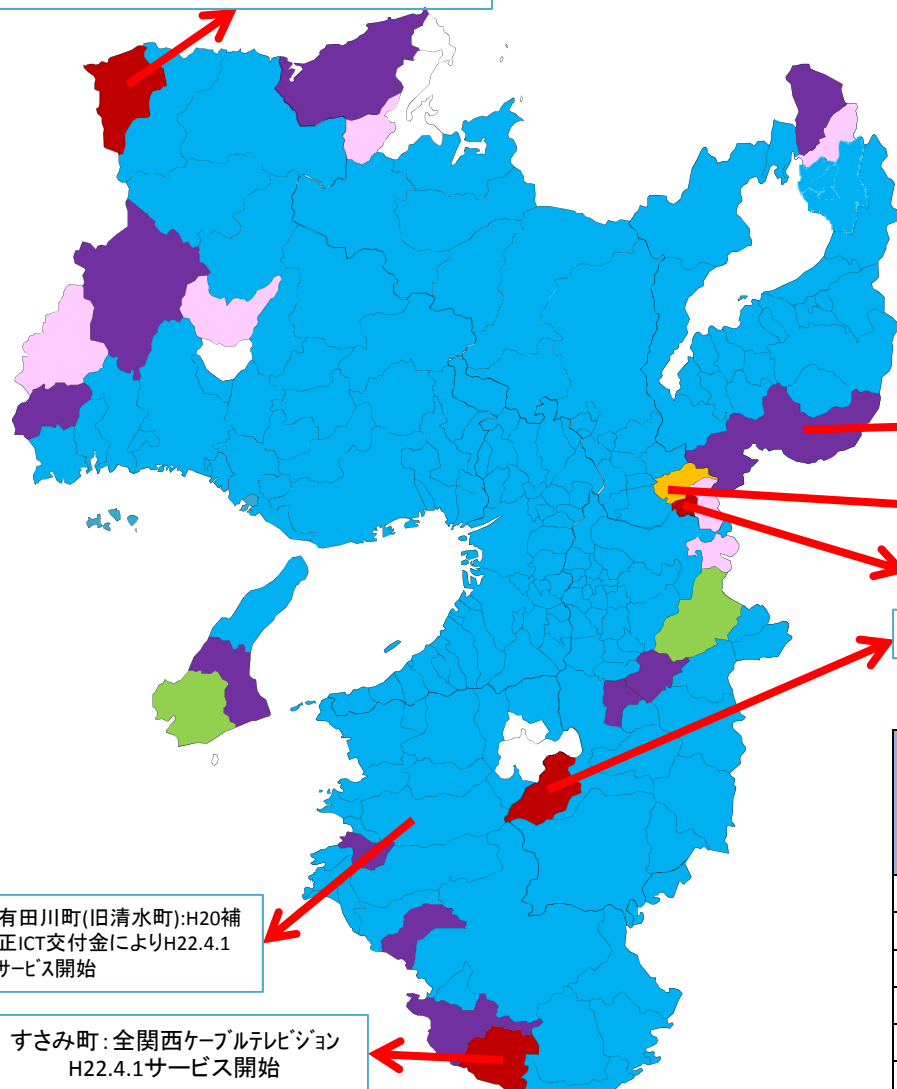 有田川町(旧清水町):H20補
正ICT交付金によりH22.4.1
サービス開始
すさみ町：全関西ケーブルテレビジョン
H22.4.1サービス開始